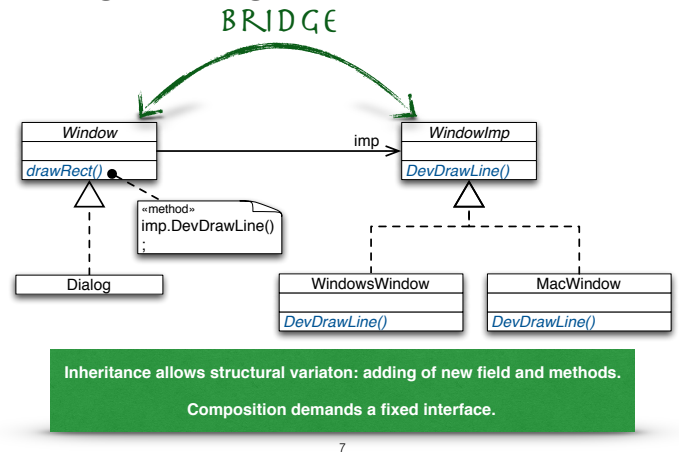 BRIDGE
Window
imp
WindowImp
drawRect()
DevDrawLine()
«method»
imp.DevDrawLine()
;
Dialog
WindowsWindow
MacWindow
DevDrawLine()
DevDrawLine()
Inheritance allows structural variaton: adding of new field and methods.
Composition demands a fixed interface.
7